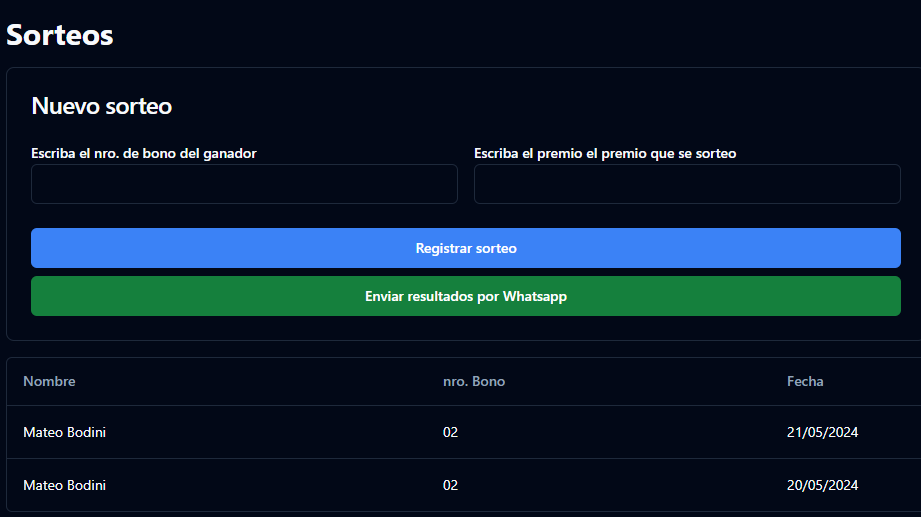 Sorteos
Nuevo sorteo
Escriba el nro. de bono del ganador
Escriba el premio el premio que se sorteo
Registrar sorteo
Enviar resultados por Whatsapp
Nombre nro. Bono Fecha
Mateo Bodini 02 21/05/2024
Mateo Bodini 02 20/05/2024